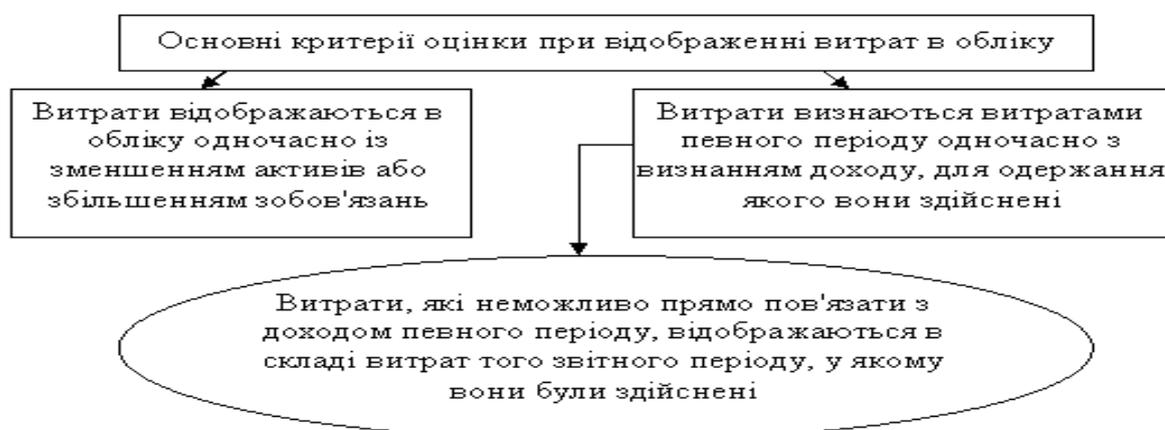 Основні критерії оцінки при відображенні витрат в обліку
Витрати відображаються в
обліку одночасно із
зменшенням активів або
збільшенням зобов'язань
Витрати визнаються витратами
певного періоду одночасно з
визнанням доходу, для одержання
якого вони здійснені
Витрати, які неможливо прямо пов'язати з
доходом певного періоду, відображаються в
складі витрат того звітного періоду, у якому
вони були здійснені